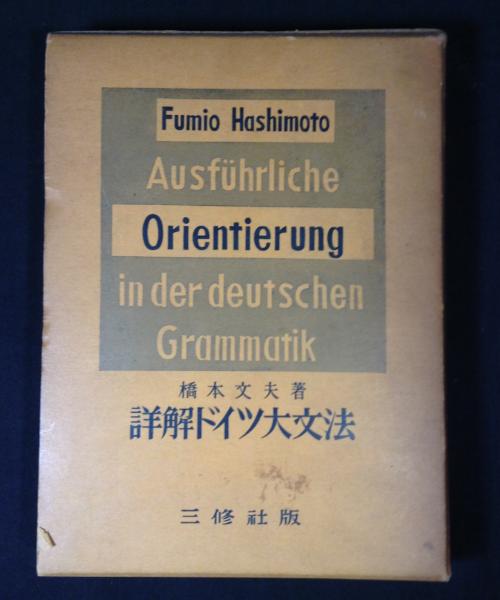 Fumio Hashimoto
Ausführliche
Orientierung
in der deutschen
Grammatik
橋本文夫著
詳解ドイツ大文法
三修社版